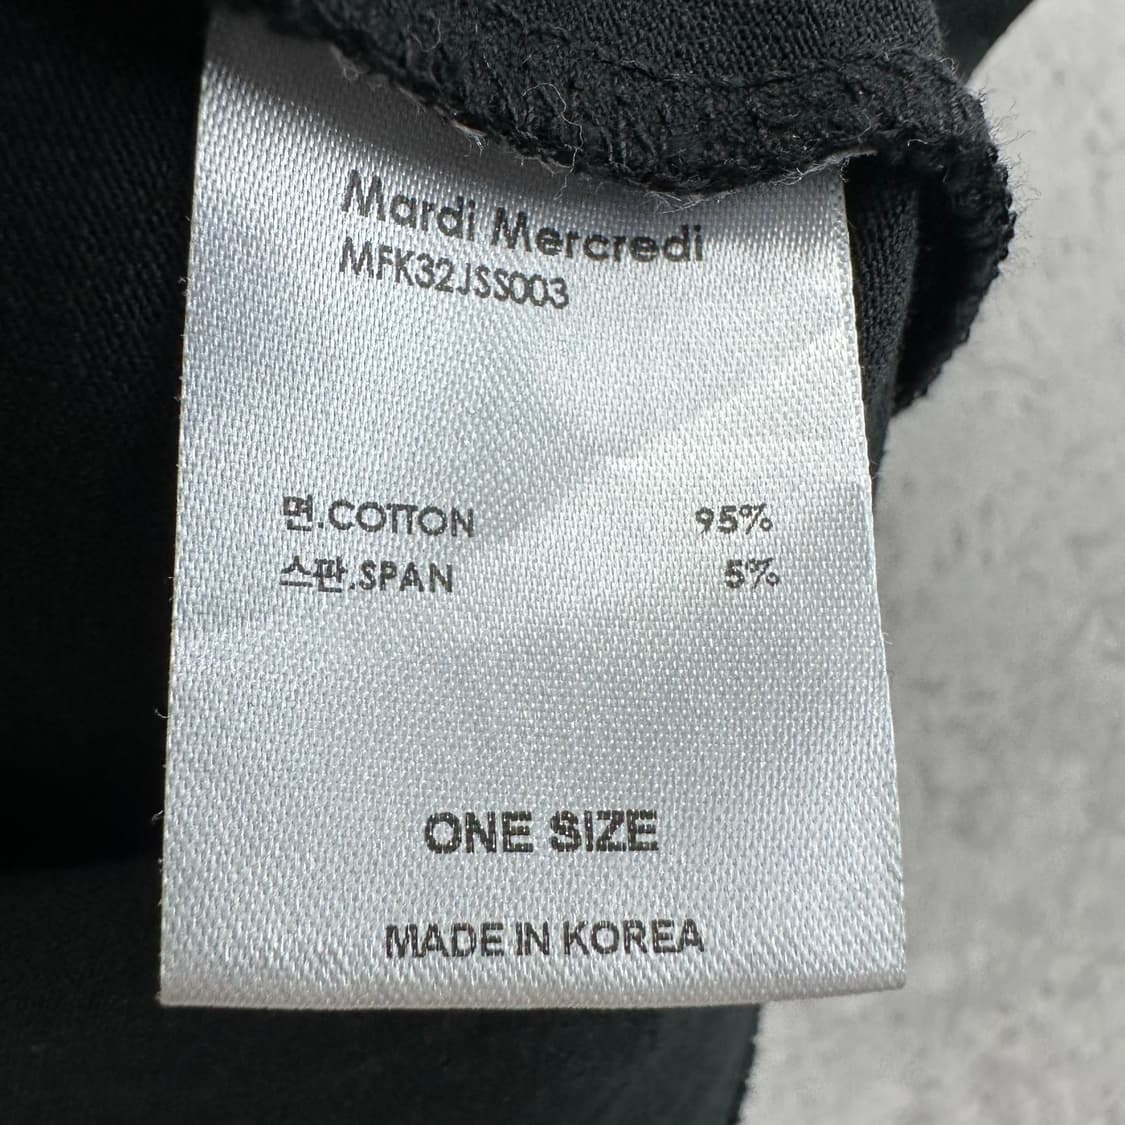 Mardi Mercredi
MFK32JSS003
면.COTTON 95%
스판.SPAN 5%
ONE SIZE
MADE IN KOREA